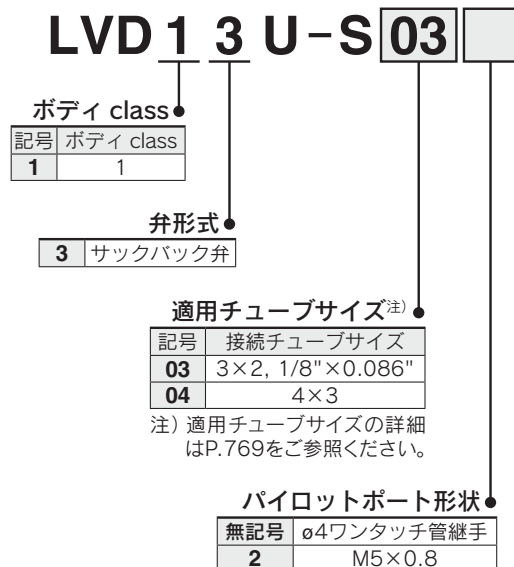 LVD 1 3 U-S 03
ボディ class
記号 ボディ class
1 1
弁形式
3 サックバック弁
適用チューブサイズ注)
記号 接続チューブサイズ
03 3×2, 1/8"×0.086"
04 4×3
注) 適用チューブサイズの詳細
はP.769をご参照ください。
パイロットポート形状
無記号 ø4ワンタッチ管継手
2 M5×0.8